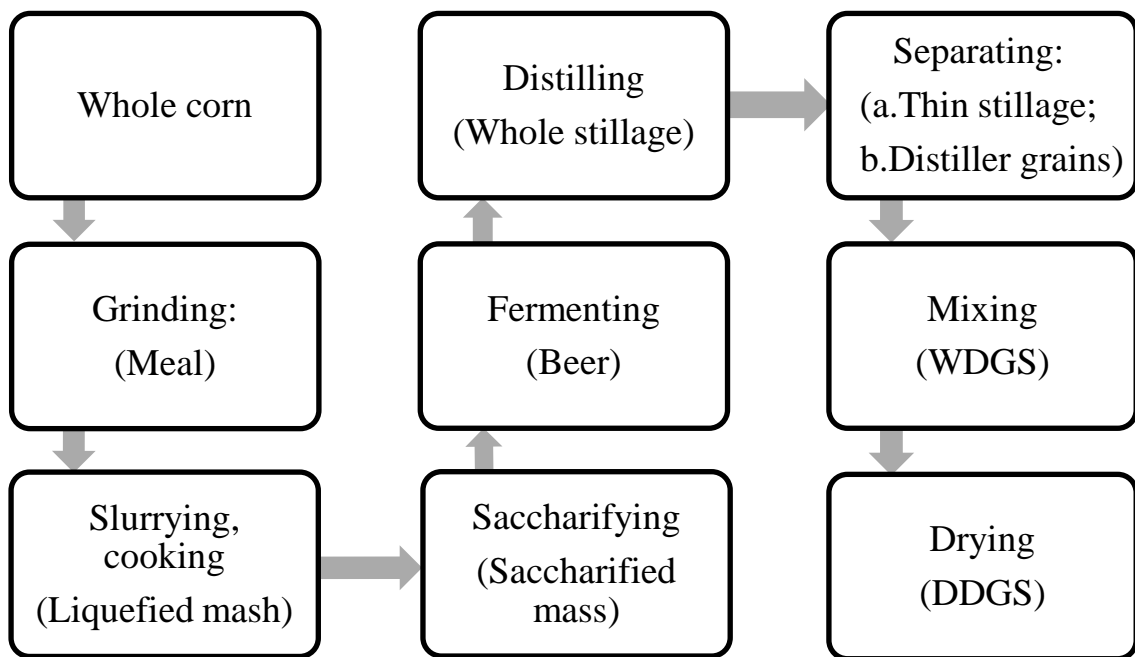 Whole corn
Grinding:
(Meal)
Slurrying,
cooking
(Liquefied mash)
Saccharifying
(Saccharified
mass)
Fermenting
(Beer)
Distilling
(Whole stillage)
Separating:
(a.Thin stillage;
b.Distiller grains)
Mixing
(WDGS)
Drying
(DDGS)